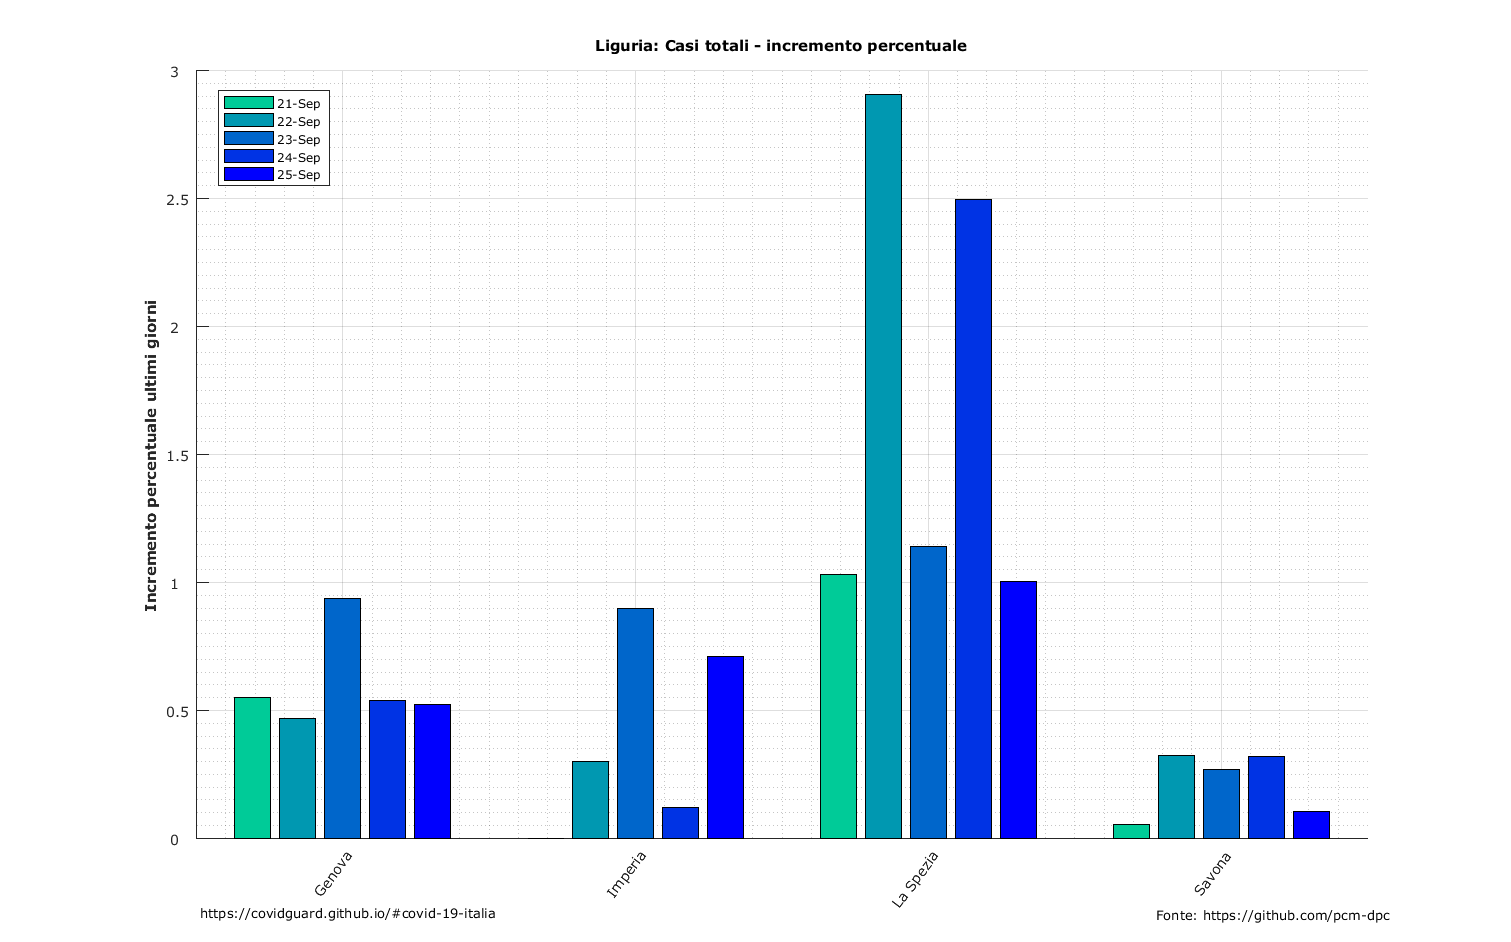 Liguria: Casi totali - incremento percentuale
3
2.5
2
1.5
1
0.5
0
Incremento percentuale ultimi giorni
21-Sep
22-Sep
23-Sep
24-Sep
25-Sep
Genova
Imperia
La Spezia
Savona
https://covidguard.github.io/#covid-19-italia
Fonte: https://github.com/pcm-dpc